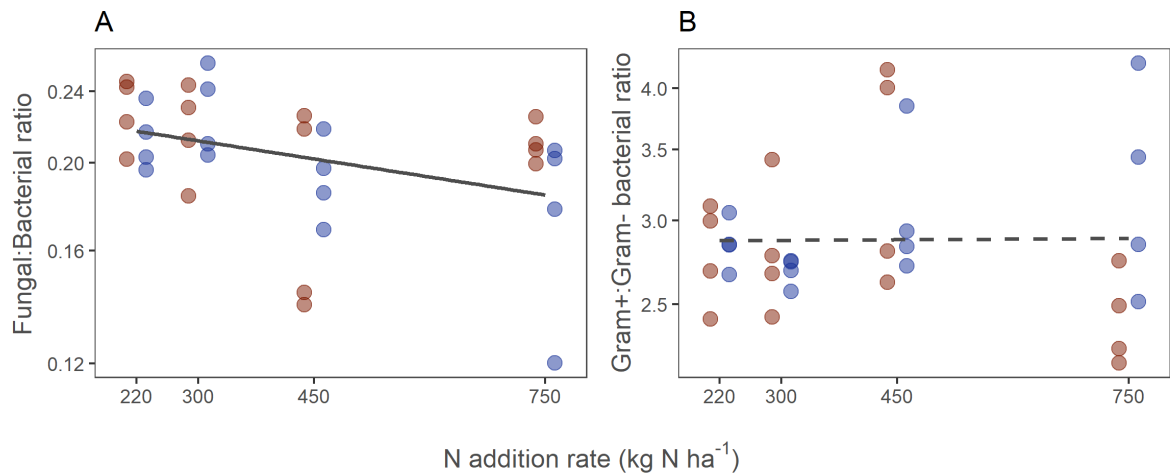 A
Fungal:Bacterial ratio
0.24
0.20
0.16
0.12
220 300 450 750
B
Gram+:Gram- bacterial ratio
4.0
3.5
3.0
2.5
220 300 450 750
N addition rate (kg N ha⁻¹)